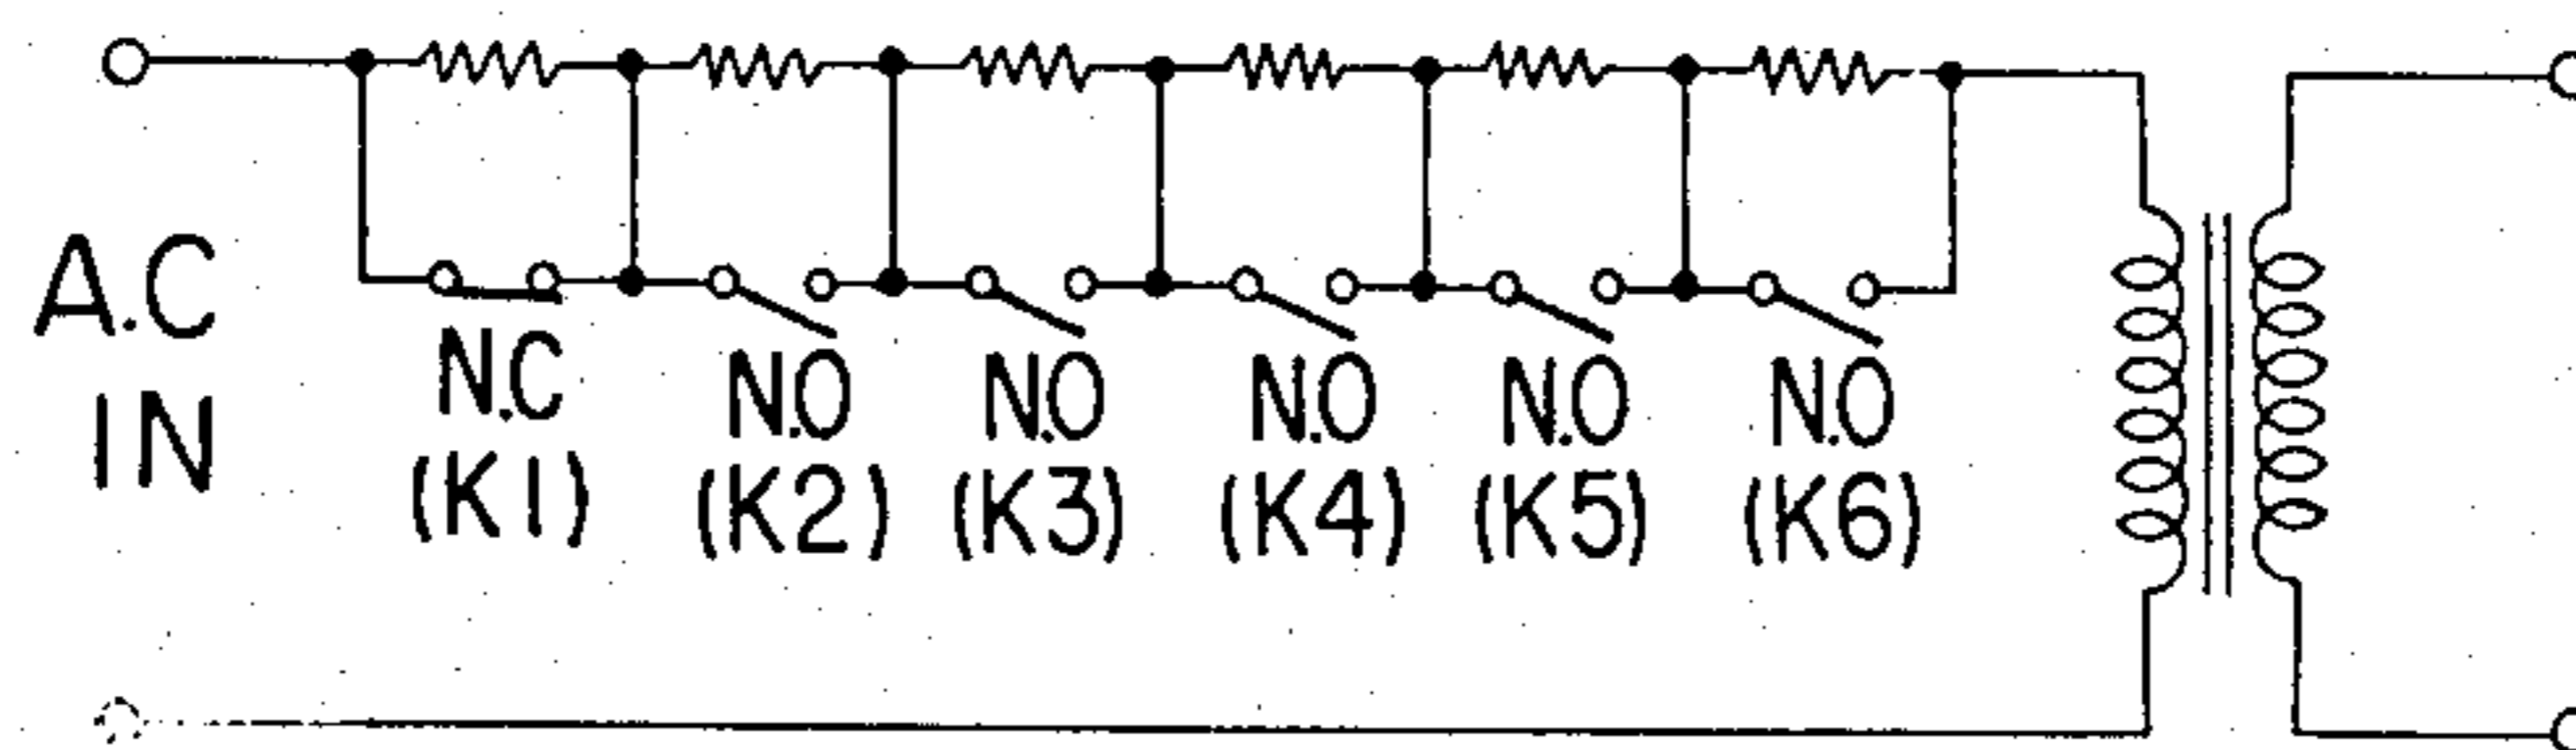 A.C
IN
N.C N.O N.O N.O N.O N.O
(K1) (K2) (K3) (K4) (K5) (K6)